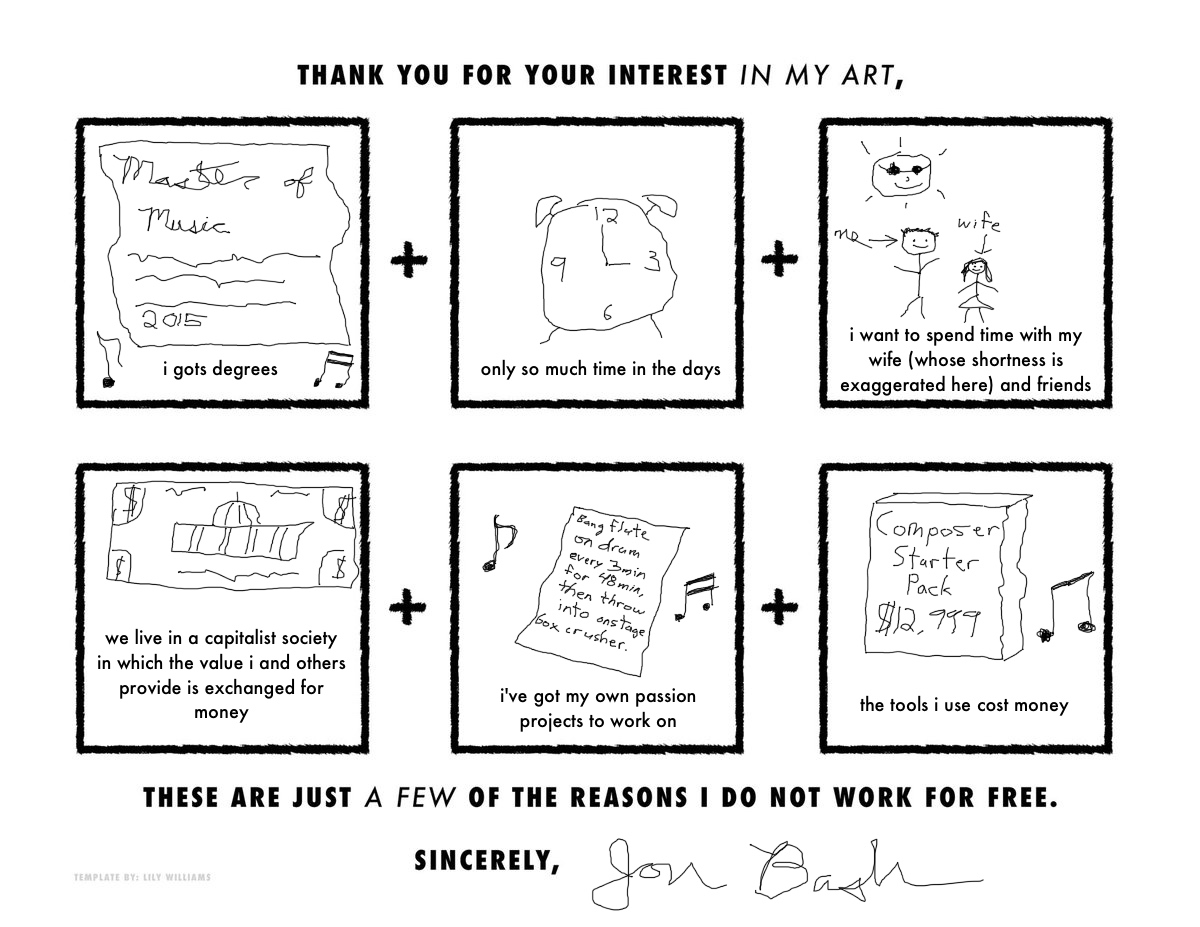 THANK YOU FOR YOUR INTEREST IN MY ART,
Master of
Music
2015
i gots degrees
+
12
9
3
6
only so much time in the days
+
me
wife
i want to spend time with my
wife (whose shortness is
exaggerated here) and friends
$ $
$ $
we live in a capitalist society
in which the value i and others
provide is exchanged for
money
+
Bang flute
on drum
every 3min
for 48min,
then throw
into onstage
box crusher.
i've got my own passion
projects to work on
+
Composer
Starter
Pack
$12,999
the tools i use cost money
THESE ARE JUST A FEW OF THE REASONS I DO NOT WORK FOR FREE.
SINCERELY, Jon Bash
TEMPLATE BY: LILY WILLIAMS